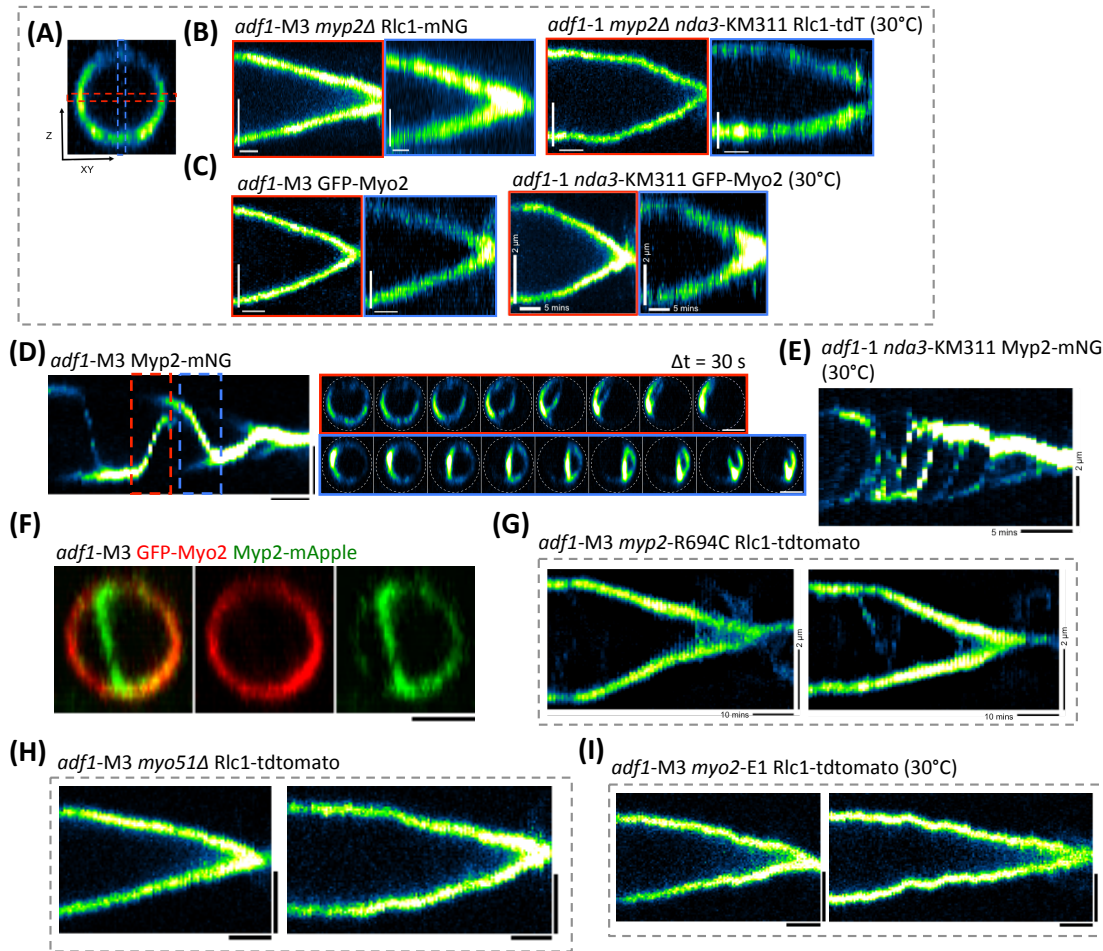 (A)
Z
XY
(B)
adf1-M3 myp2Δ Rlc1-mNG
adf1-1 myp2Δ nda3-KM311 Rlc1-tdT (30°C)
(C)
adf1-M3 GFP-Myo2
adf1-1 nda3-KM311 GFP-Myo2 (30°C)
2 µm
5 mins
2 µm
5 mins
(D)
adf1-M3 Myp2-mNG
Δt = 30 s
(E)
adf1-1 nda3-KM311 Myp2-mNG
(30°C)
2 µm
5 mins
(F)
adf1-M3 GFP-Myo2 Myp2-mApple
(G)
adf1-M3 myp2-R694C Rlc1-tdtomato
10 mins
2 µm
10 mins
2 µm
(H)
adf1-M3 myo51Δ Rlc1-tdtomato
(I)
adf1-M3 myo2-E1 Rlc1-tdtomato (30°C)